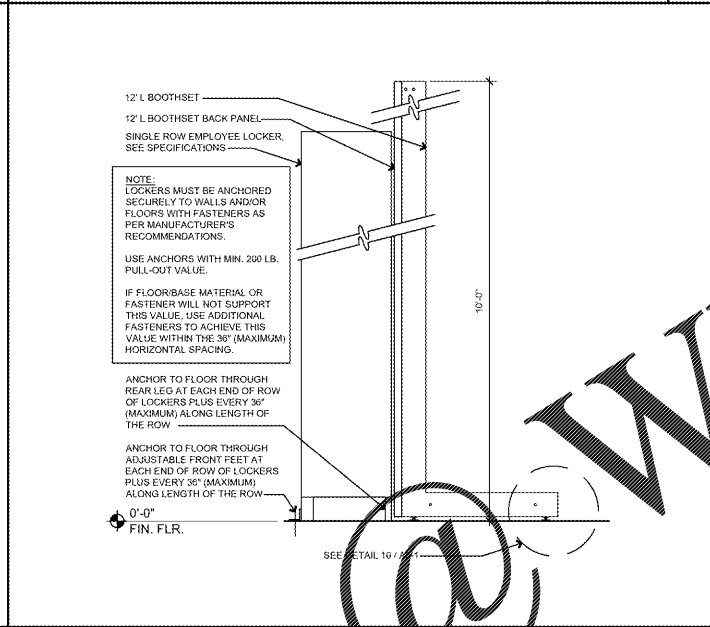 12' L BOOTHSET
12' L BOOTHSET BACK PANEL
SINGLE ROW EMPLOYEE LOCKER,
SEE SPECIFICATIONS
NOTE:
LOCKERS MUST BE ANCHORED
SECURELY TO WALLS AND/OR
FLOORS WITH FASTENERS AS
PER MANUFACTURER'S
RECOMMENDATIONS.
USE ANCHORS WITH MIN. 200 LB.
PULL-OUT VALUE.
IF FLOOR/BASE MATERIAL OR
FASTENER WILL NOT SUPPORT
THIS VALUE, USE ADDITIONAL
FASTENERS TO ACHIEVE THIS
VALUE WITHIN THE 36" (MAXIMUM)
HORIZONTAL SPACING.
10'-0"
ANCHOR TO FLOOR THROUGH
REAR LEG AT EACH END OF ROW
OF LOCKERS PLUS EVERY 36"
(MAXIMUM) ALONG LENGTH OF
THE ROW
ANCHOR TO FLOOR THROUGH
ADJUSTABLE FRONT FEET AT
EACH END OF ROW OF LOCKERS
PLUS EVERY 36" (MAXIMUM)
ALONG LENGTH OF THE ROW
0'-0"
FIN. FLR.
SEE DETAIL 10 /
@ W